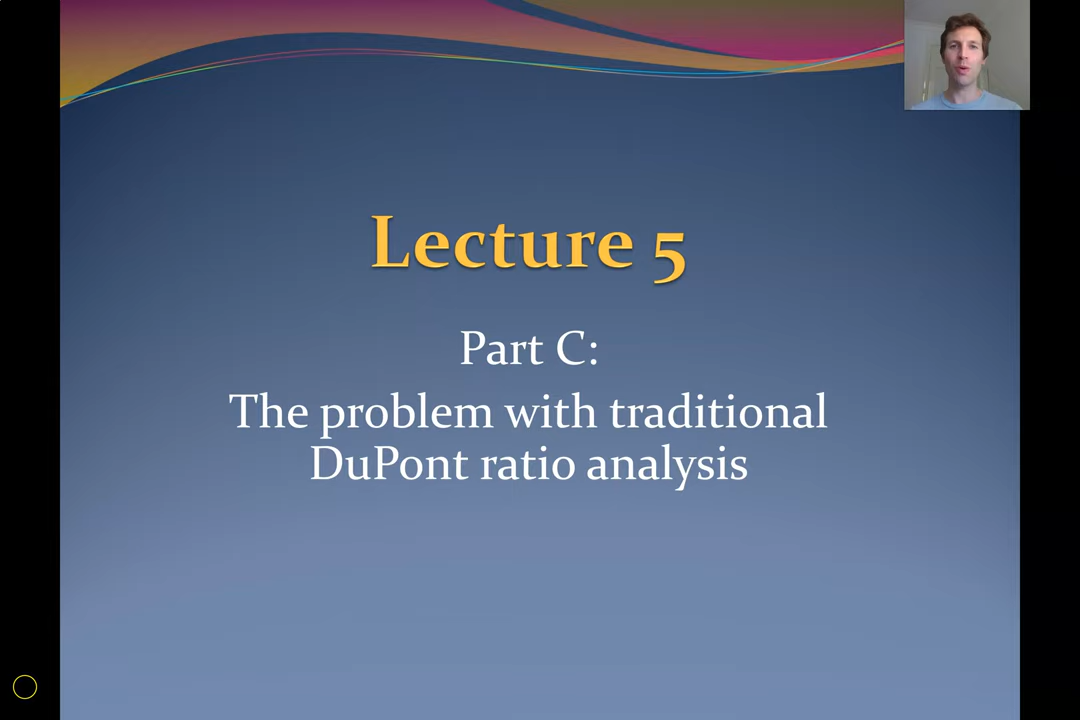 Lecture 5
Part C:
The problem with traditional
DuPont ratio analysis